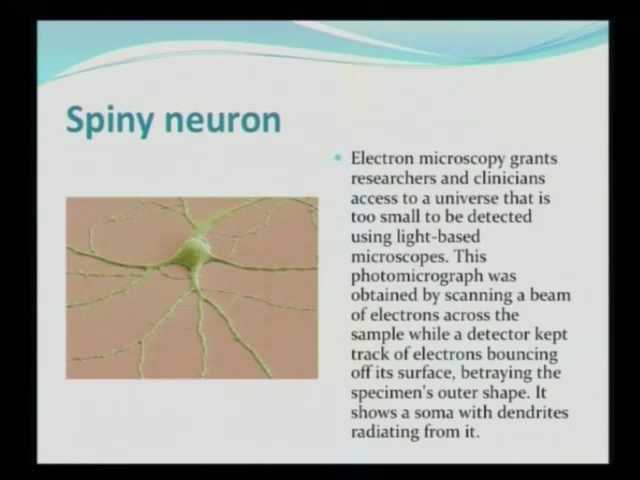 Spiny neuron
Electron microscopy grants
researchers and clinicians
access to a universe that is
too small to be detected
using light-based
microscopes. This
photomicrograph was
obtained by scanning a beam
of electrons across the
sample while a detector kept
track of electrons bouncing
off its surface, betraying the
specimen's outer shape. It
shows a soma with dendrites
radiating from it.